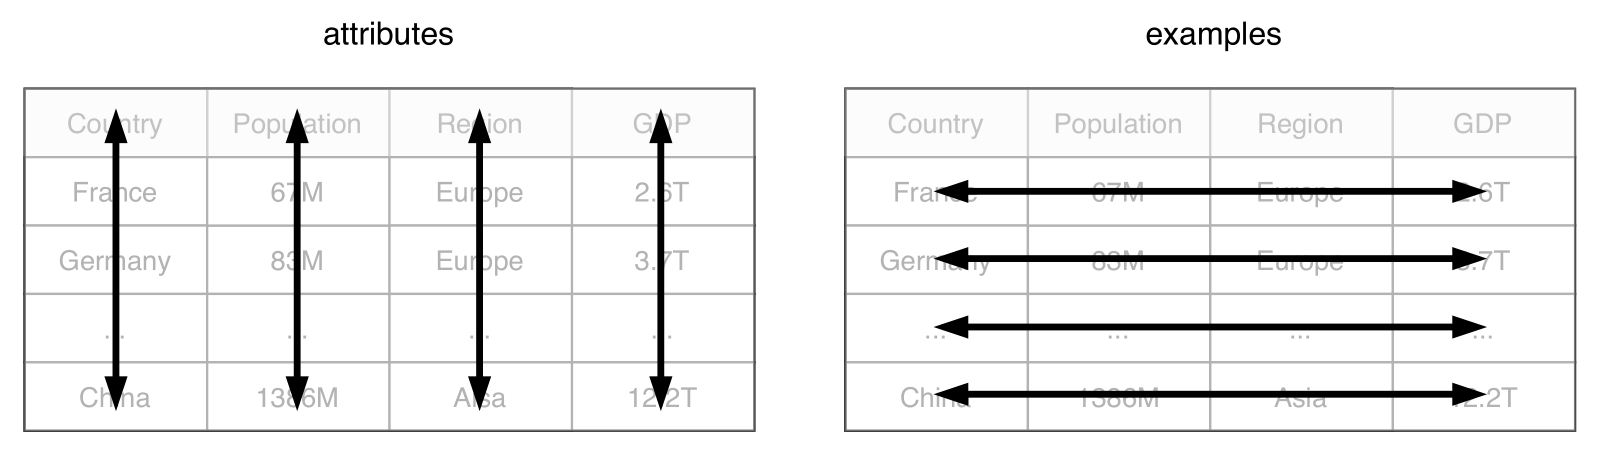 attributes
Country Population Region GDP
France 67M Europe 2.6T
Germany 83M Europe 3.7T
... ... ... ...
China 1386M Aisa 12.2T
examples
Country Population Region GDP
France 67M Europe 2.6T
Germany 83M Europe 3.7T
... ... ... ...
China 1386M Asia 12.2T